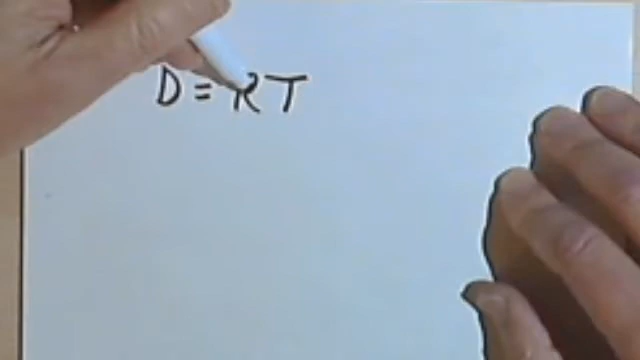 D = RT